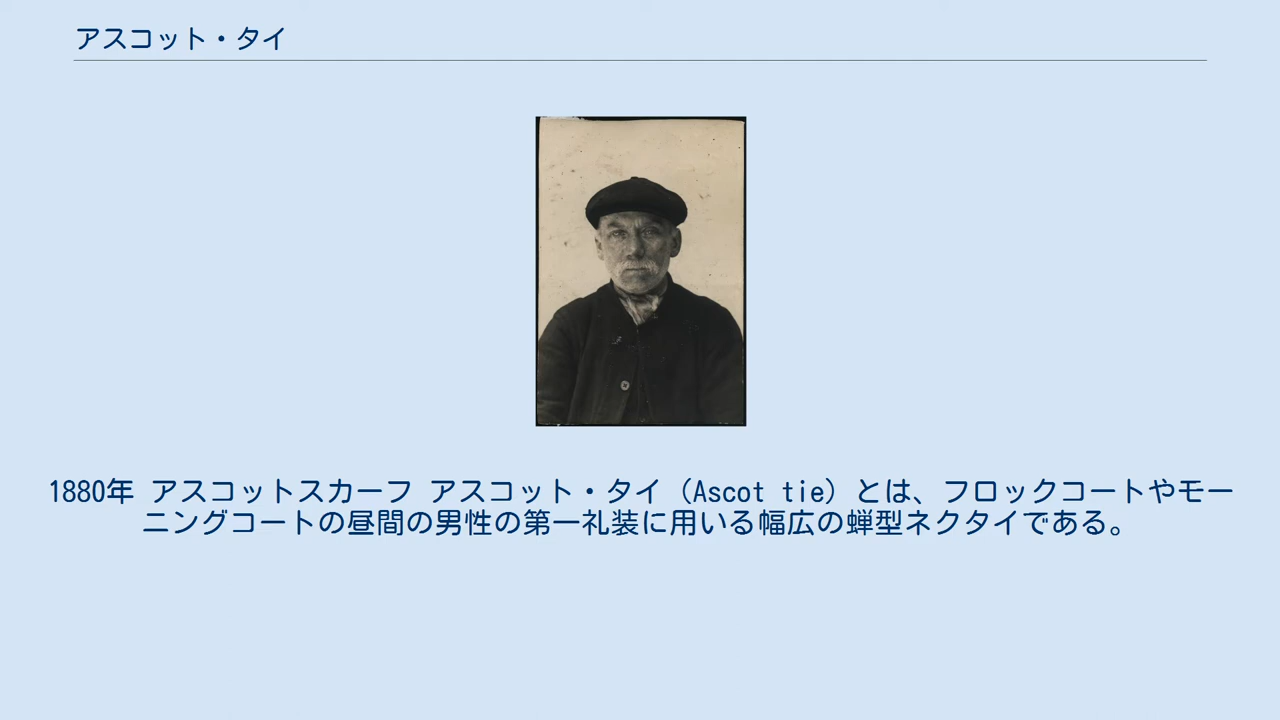 アスコット・タイ
1880年 アスコットスカーフ アスコット・タイ（Ascot tie）とは、フロックコートやモー
ニングコートの昼間の男性の第一礼装に用いる幅広の蝉型ネクタイである。